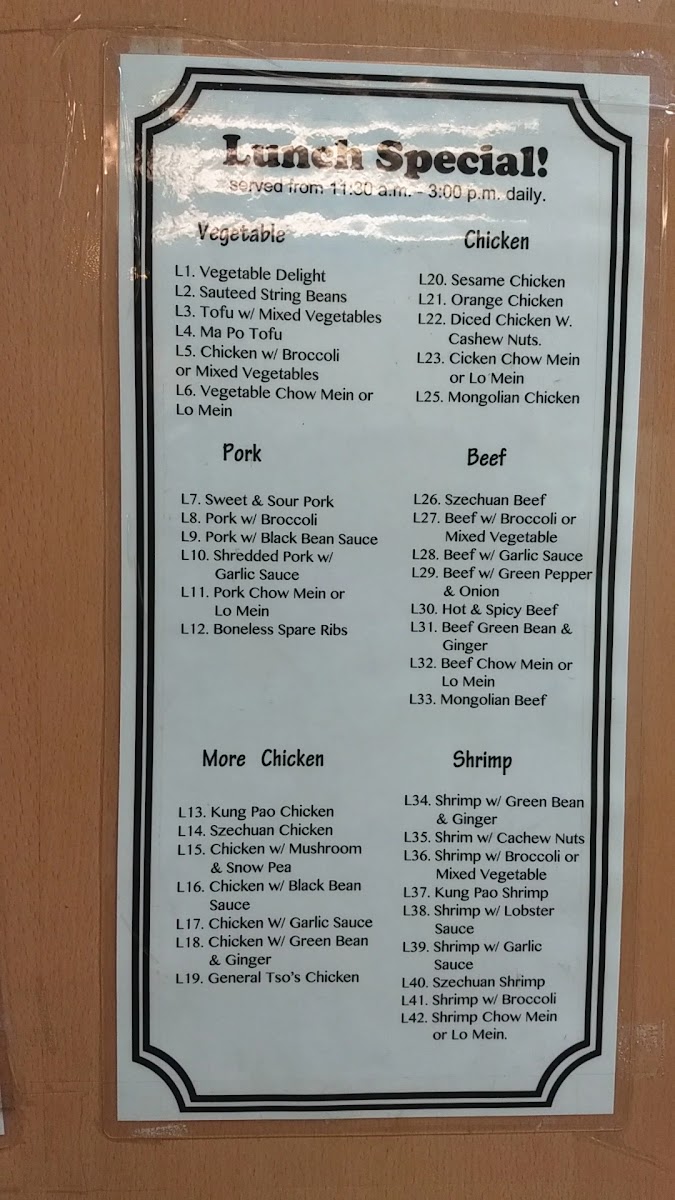 Lunch Special!
served from 11:30 a.m. - 3:00 p.m. daily.
Vegetable
L1. Vegetable Delight
L2. Sauteed String Beans
L3. Tofu w/ Mixed Vegetables
L4. Ma Po Tofu
L5. Chicken w/ Broccoli
or Mixed Vegetables
L6. Vegetable Chow Mein or
Lo Mein
Chicken
L20. Sesame Chicken
L21. Orange Chicken
L22. Diced Chicken W.
Cashew Nuts.
L23. Cicken Chow Mein
or Lo Mein
L25. Mongolian Chicken
Pork
L7. Sweet & Sour Pork
L8. Pork w/ Broccoli
L9. Pork w/ Black Bean Sauce
L10. Shredded Pork w/
Garlic Sauce
L11. Pork Chow Mein or
Lo Mein
L12. Boneless Spare Ribs
Beef
L26. Szechuan Beef
L27. Beef w/ Broccoli or
Mixed Vegetable
L28. Beef w/ Garlic Sauce
L29. Beef w/ Green Pepper
& Onion
L30. Hot & Spicy Beef
L31. Beef Green Bean &
Ginger
L32. Beef Chow Mein or
Lo Mein
L33. Mongolian Beef
More Chicken
L13. Kung Pao Chicken
L14. Szechuan Chicken
L15. Chicken w/ Mushroom
& Snow Pea
L16. Chicken w/ Black Bean
Sauce
L17. Chicken W/ Garlic Sauce
L18. Chicken W/ Green Bean
& Ginger
L19. General Tso's Chicken
Shrimp
L34. Shrimp w/ Green Bean
& Ginger
L35. Shrim w/ Cachew Nuts
L36. Shrimp w/ Broccoli or
Mixed Vegetable
L37. Kung Pao Shrimp
L38. Shrimp w/ Lobster
Sauce
L39. Shrimp w/ Garlic
Sauce
L40. Szechuan Shrimp
L41. Shrimp w/ Broccoli
L42. Shrimp Chow Mein
or Lo Mein.